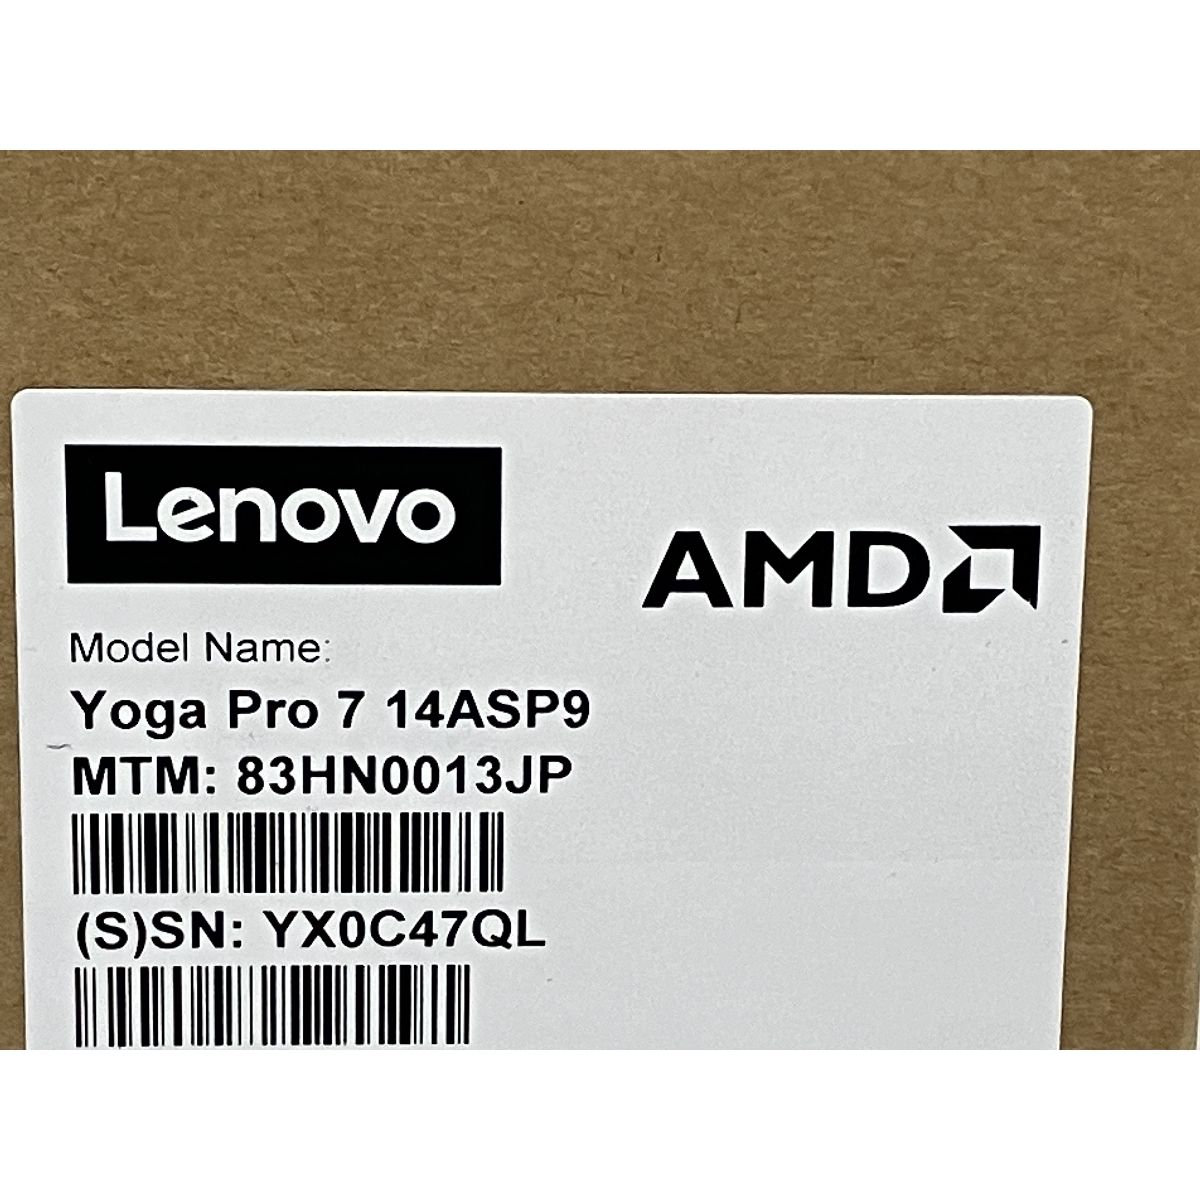 Lenovo
AMD
Model Name:
Yoga Pro 7 14ASP9
MTM: 83HN0013JP
(S)SN: YX0C47QL